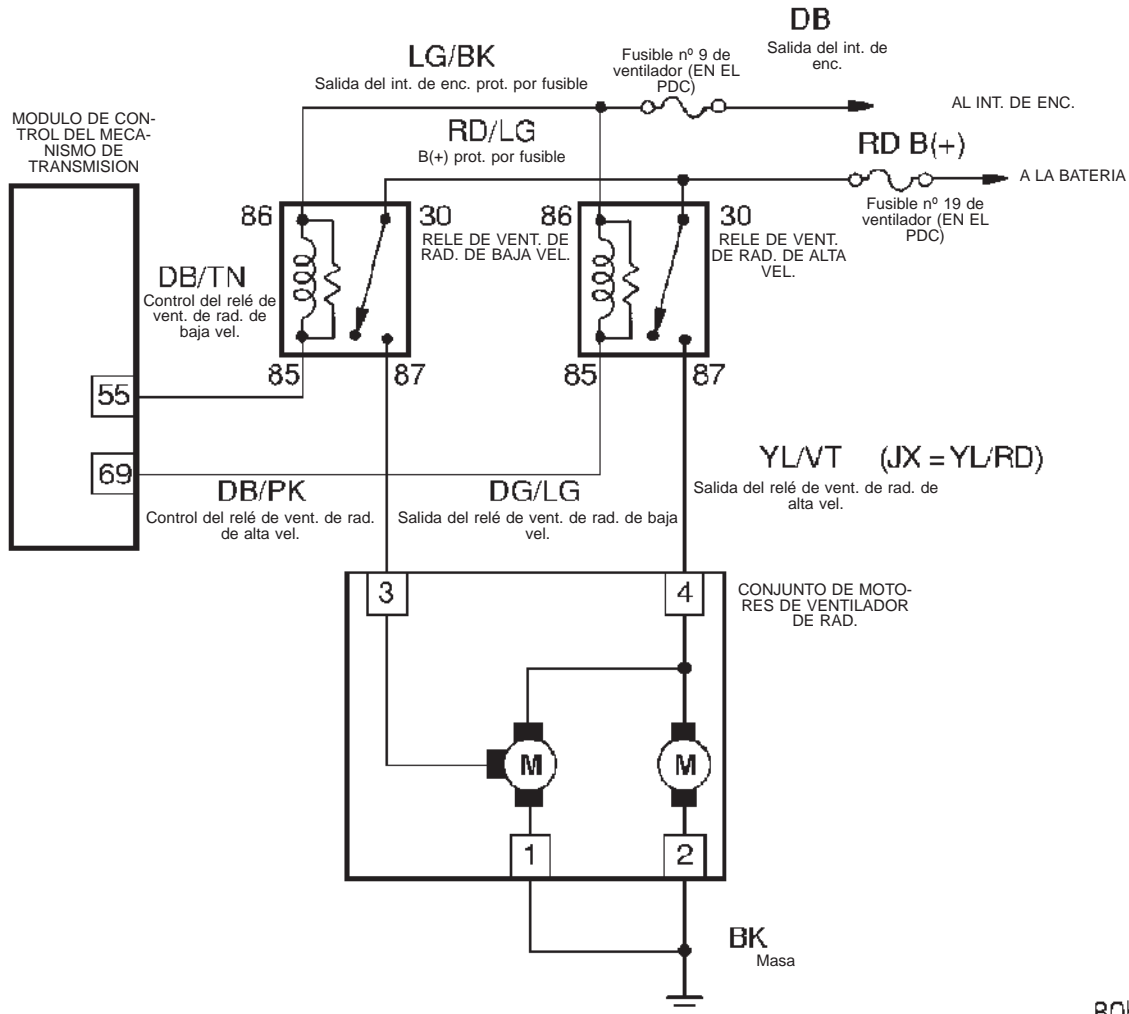 DB
Salida del int. de
enc.
LG/BK
Salida del int. de enc. prot. por fusible
Fusible nº 9 de
ventilador (EN EL
PDC)
AL INT. DE ENC.
MODULO DE CON-
TROL DEL MECA-
NISMO DE
TRANSMISION
RD/LG
B(+) prot. por fusible
RD B(+)
A LA BATERIA
Fusible nº 19 de
ventilador (EN EL
PDC)
86
30
RELE DE VENT. DE
RAD. DE BAJA VEL.
86
30
RELE DE VENT.
DE RAD. DE ALTA
VEL.
DB/TN
Control del relé de
vent. de rad. de
baja vel.
85
87
85
87
55
69
DB/PK
Control del relé de vent. de rad.
de alta vel.
DG/LG
Salida del relé de vent. de rad. de baja
vel.
YL/VT (JX = YL/RD)
Salida del relé de vent. de rad. de
alta vel.
3
4
CONJUNTO DE MOTO-
RES DE VENTILADOR
DE RAD.
M
M
1
2
BK
Masa